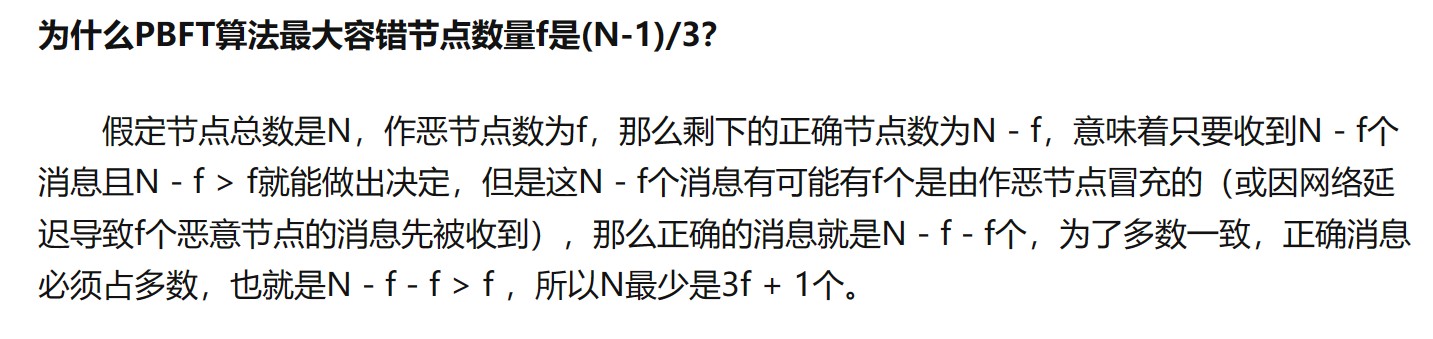 为什么PBFT算法最大容错节点数量f是(N-1)/3？
假定节点总数是N，作恶节点数为f，那么剩下的正确节点数为N - f，意味着只要收到N - f个
消息且N - f > f就能做出决定，但是这N - f个消息有可能有f个是由作恶节点冒充的（或因网络延
迟导致f个恶意节点的消息先被收到），那么正确的消息就是N - f - f个，为了多数一致，正确消息
必须占多数，也就是N - f - f > f ，所以N最少是3f + 1个。